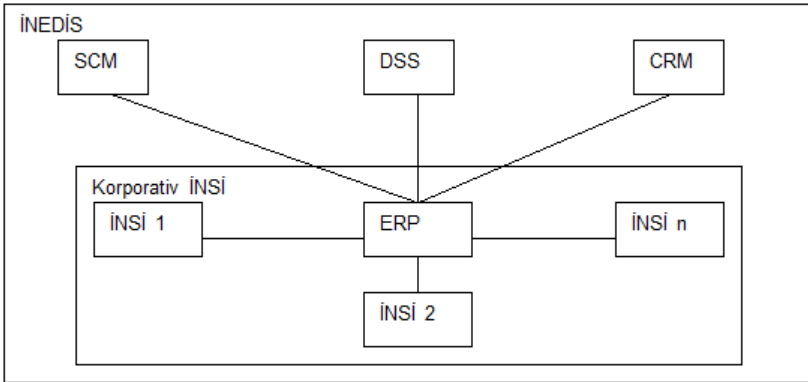 İNEDİS
SCM
DSS
CRM
Korporativ İNSİ
İNSİ 1
ERP
İNSİ n
İNSİ 2